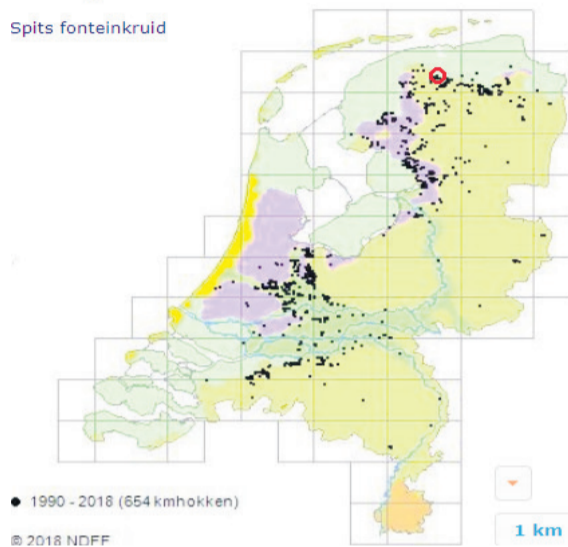 Spits fonteinkruid
● 1990 - 2018 (654 kmhokken)
1 km
© 2018 NDFF